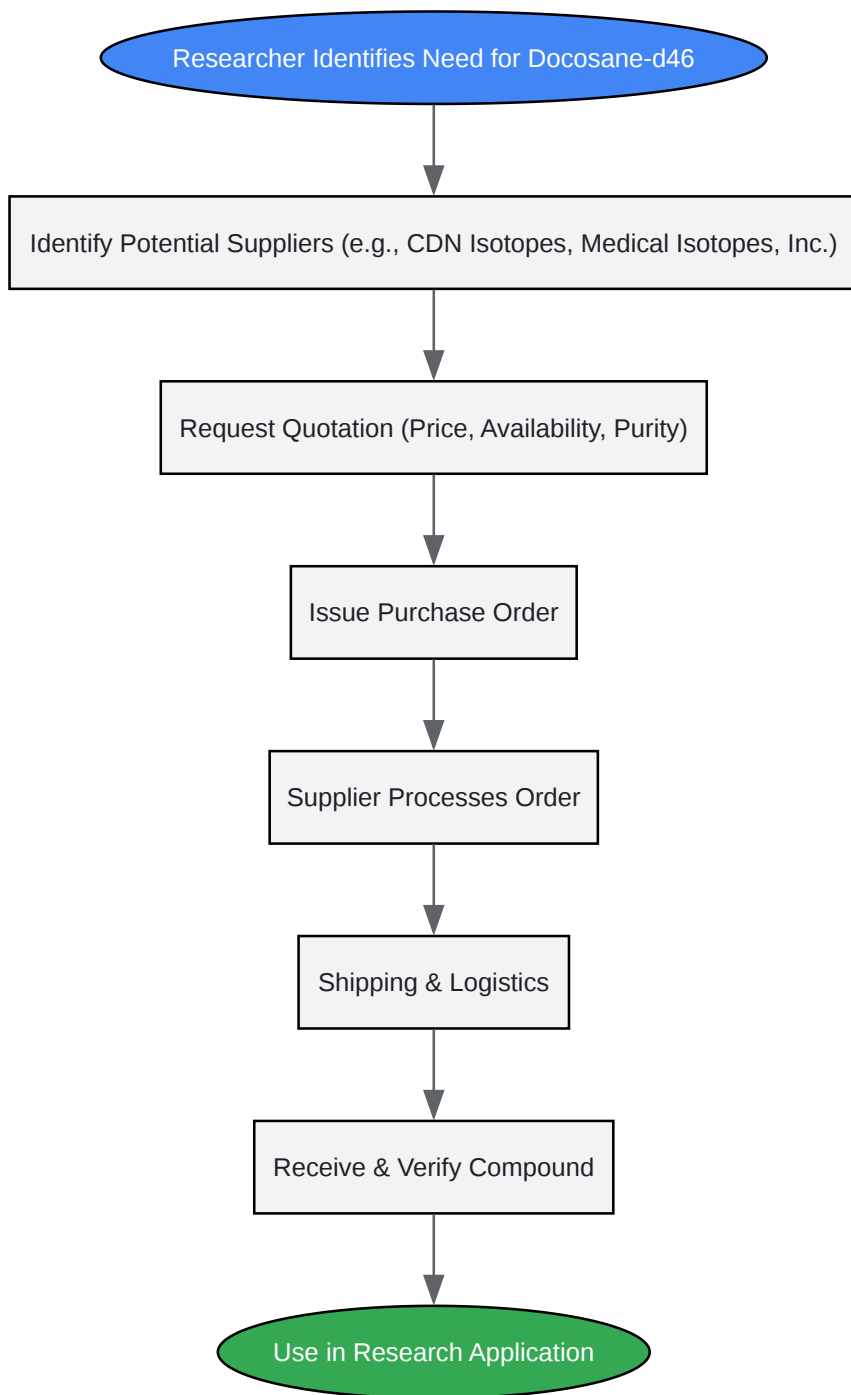 Researcher Identifies Need for Docosane-d46
Identify Potential Suppliers (e.g., CDN Isotopes, Medical Isotopes, Inc.)
Request Quotation (Price, Availability, Purity)
Issue Purchase Order
Supplier Processes Order
Shipping & Logistics
Receive & Verify Compound
Use in Research Application